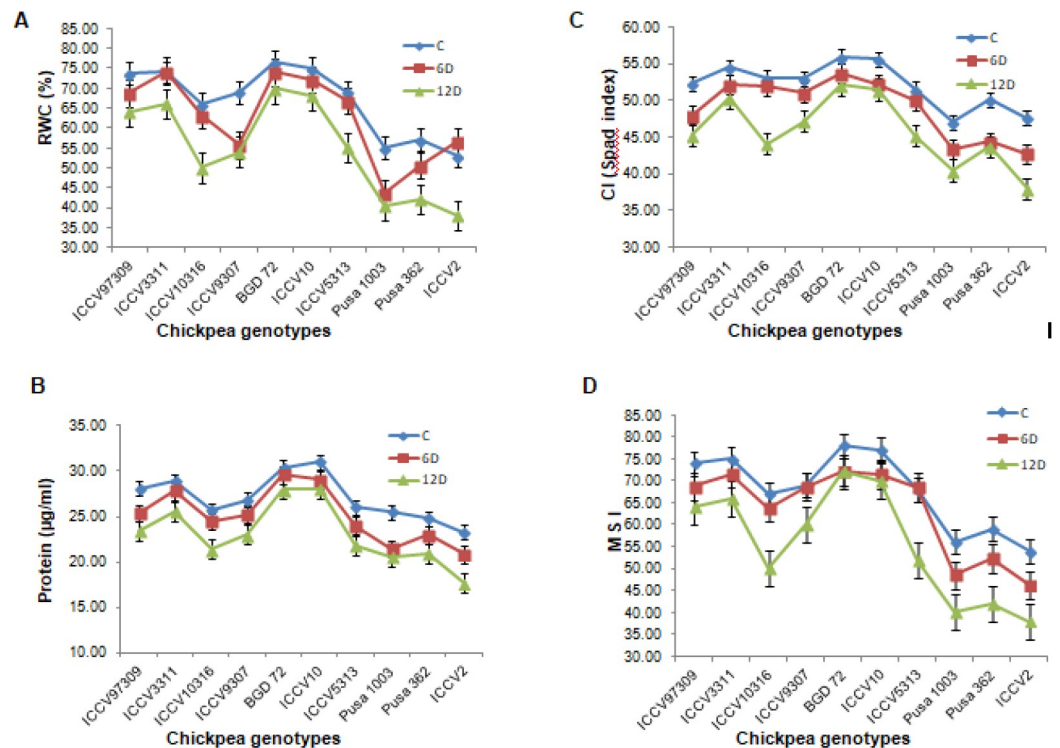 A
85.00
80.00
75.00
70.00
65.00
60.00
55.00
50.00
45.00
40.00
35.00
30.00
RWC (%)
C
6D
12D
ICCV97309
ICCV3311
ICCV10316
ICCV9307
BGD 72
ICCV10
ICCV5313
Pusa 1003
Pusa 362
ICCV2
Chickpea genotypes
C
60.00
55.00
50.00
45.00
40.00
35.00
30.00
CI (Spad index)
C
6D
12D
ICCV97309
ICCV3311
ICCV10316
ICCV9307
BGD 72
ICCV10
ICCV5313
Pusa 1003
Pusa 362
ICCV2
Chickpea genotypes
I
B
35.00
30.00
25.00
20.00
15.00
10.00
Protein (µg/ml)
C
6D
12D
ICCV97309
ICCV3311
ICCV10316
ICCV9307
BGD 72
ICCV10
ICCV5313
Pusa 1003
Pusa 362
ICCV2
Chickpea genotypes
D
85.00
80.00
75.00
70.00
65.00
60.00
55.00
50.00
45.00
40.00
35.00
30.00
M S I
C
6D
12D
ICCV97309
ICCV3311
ICCV10316
ICCV9307
BGD 72
ICCV10
ICCV5313
Pusa 1003
Pusa 362
ICCV2
Chickpea genotypes